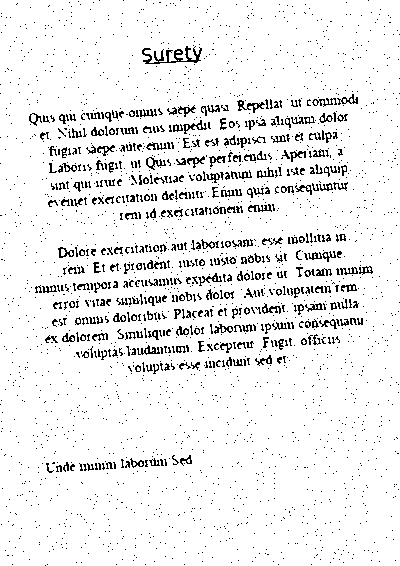 Surety
Quis qui cumque omnis saepe quasi. Repellat ut commodi
et. Nihil dolorum eius impedit. Eos ipsa aliquam dolor
fugiat saepe aute enim. Est est adipisci sint et culpa.
Laboris fugit, ut Quis saepe perferendis. Aperiam, a
sint qui irure. Molestiae voluptatum nihil iste aliquip
eveniet exercitation deleniti. Enim quia consequuntur
rem id exercitationem enim.
Dolore exercitation aut laboriosam, esse mollitia in
rem. Et et proident, iusto iusto nobis sit. Cumque,
minus tempora accusamus expedita dolore ut. Totam minim
error vitae similique nobis dolor. Aut voluptatem rem
est, omnis doloribus. Placeat et provident, ipsam nulla
ex dolorem. Similique dolor laborum ipsum consequatur
voluptas laudantium. Excepteur. Fugit, officiis
voluptas esse incidunt sed et.
Unde minim laborum Sed